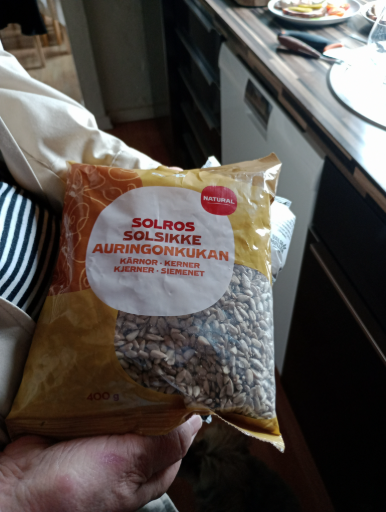 NATURAL
SOLROS
SOLSIKKE
AURINGONKUKAN
KÄRNOR · KERNER
KJERNER · SIEMENET
400 g